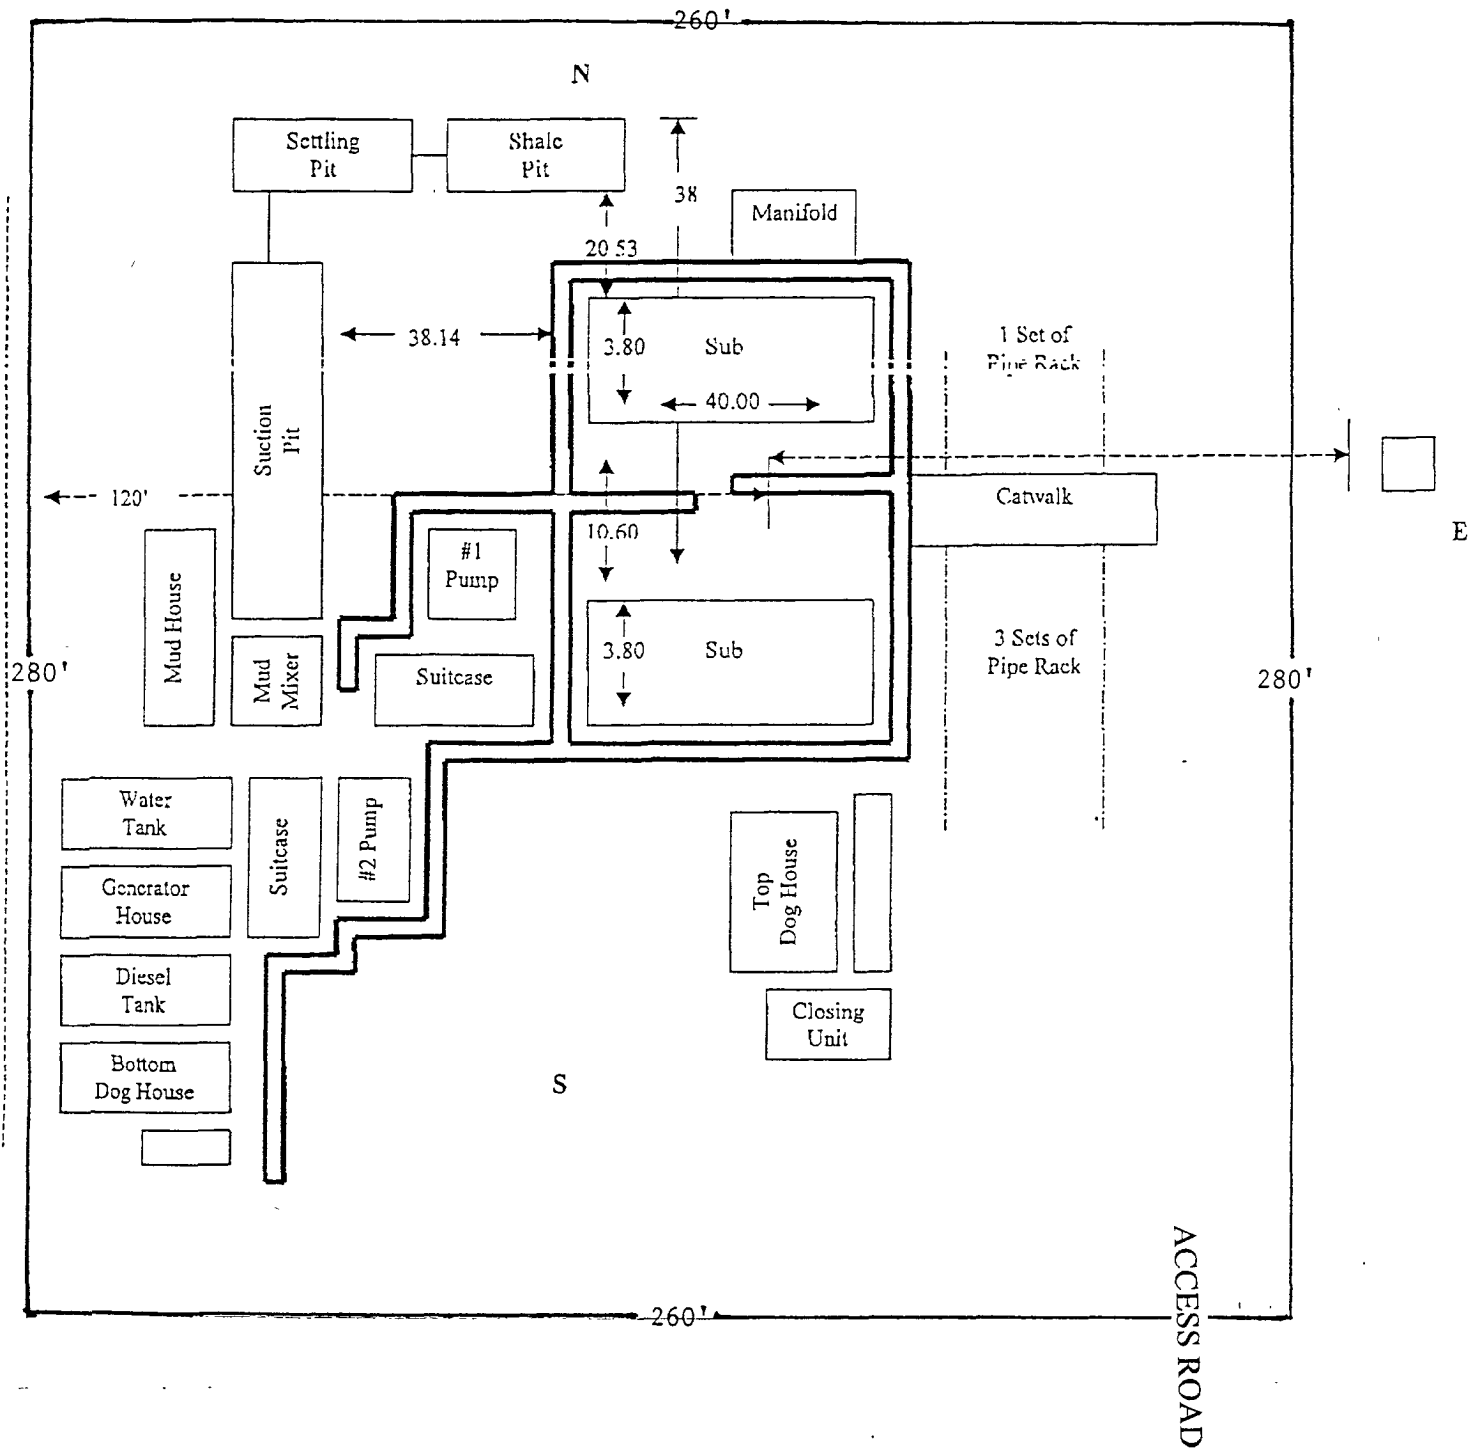 260'
N
Settling
Pit
Shale
Pit
38
Manifold
20.53
38.14
3.80
Sub
1 Set of
Pipe Rack
40.00
Suction
Pit
120'
Catwalk
E
10.60
#1
Pump
Mud House
Mud
Mixer
Suitcase
3.80
Sub
3 Sets of
Pipe Rack
280'
280'
Water
Tank
Suitcase
#2 Pump
Generator
House
Top
Dog House
Diesel
Tank
Closing
Unit
Bottom
Dog House
S
260'
ACCESS ROAD